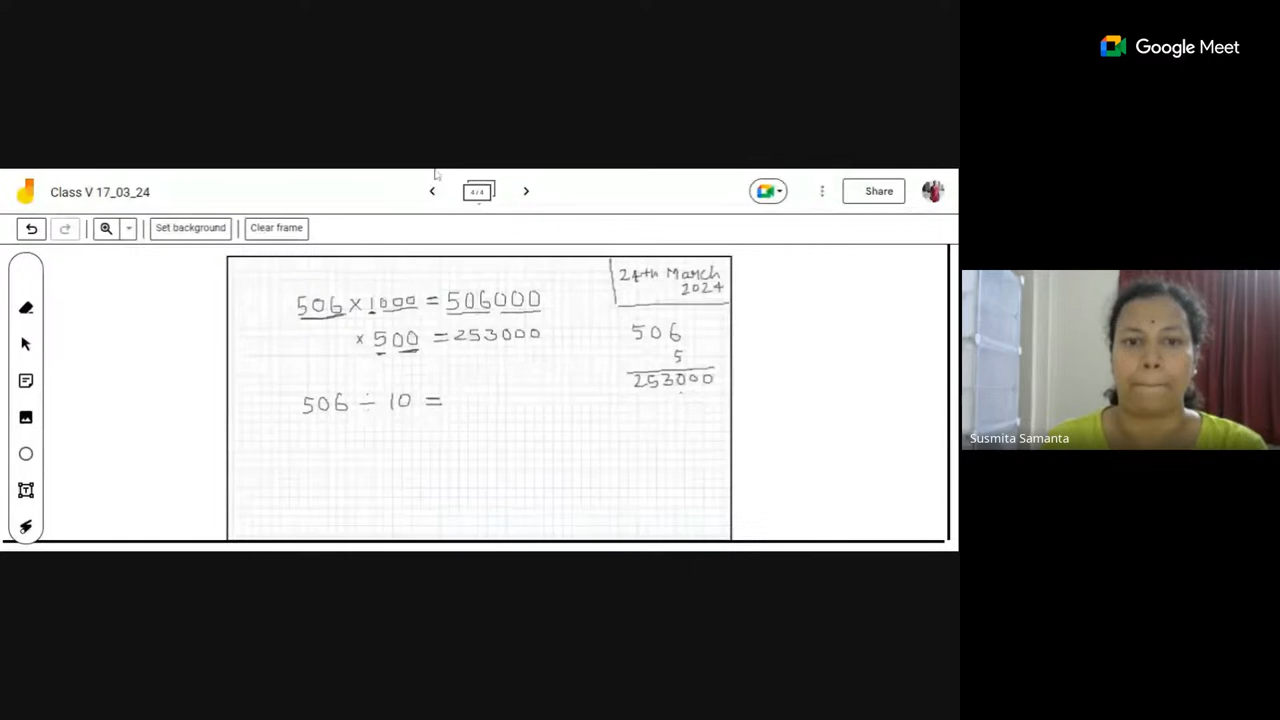 Google Meet
Class V 17_03_24
4/4
Share
Set background
Clear frame
24th March
2024
506 × 1000 = 506000
× 500 = 253000
506
5
253000
506 ÷ 10 =
Susmita Samanta